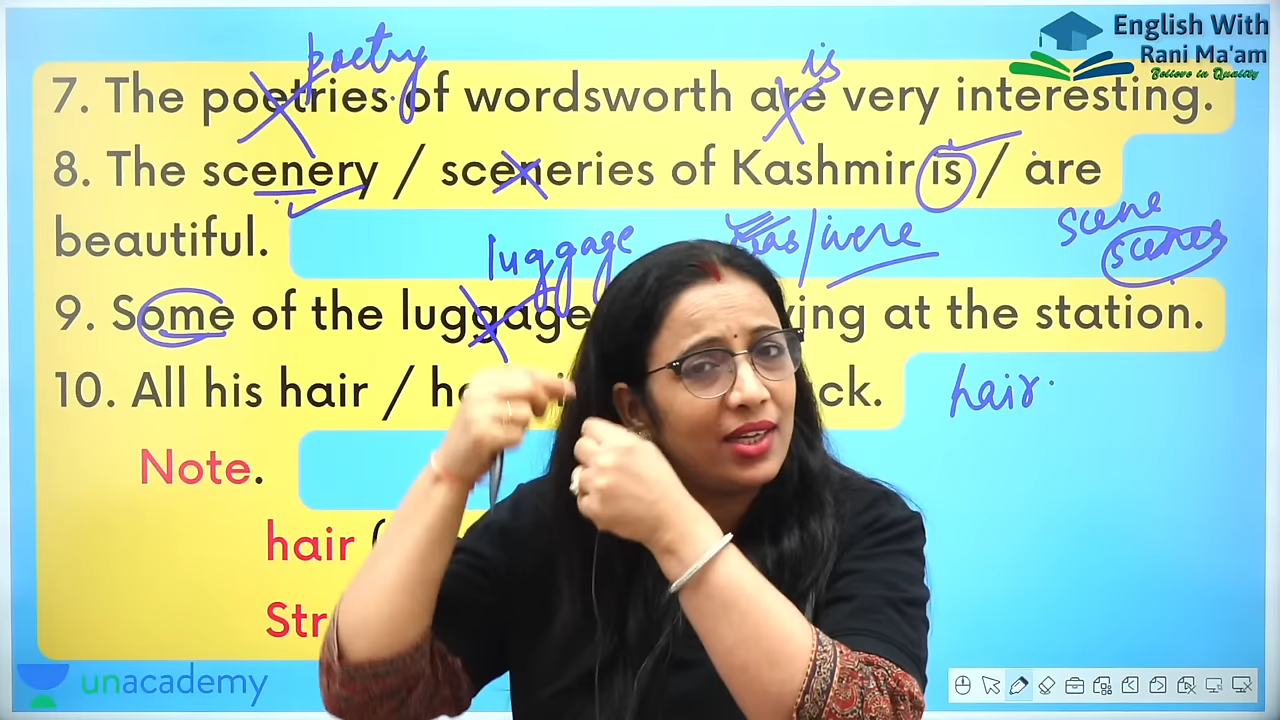 English With
Rani Ma'am
Believe in Quality
poetry
is
7. The poetries of wordsworth are very interesting.
8. The scenery / sceneries of Kashmir is / are
beautiful.
scene
scenes
luggage
was/were
9. Some of the luggage ying at the station.
10. All his hair / ck.
hair.
Note.
hair
Str
unacademy